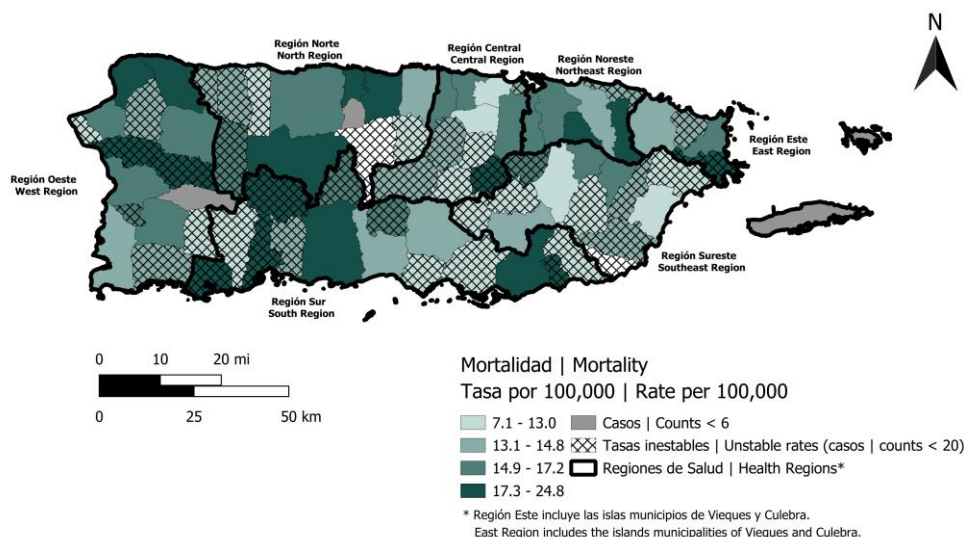 N
Región Norte
North Region
Región Central
Central Region
Región Noreste
Northeast Region
Región Este
East Region
Región Oeste
West Region
Región Sureste
Southeast Region
Región Sur
South Region
0 10 20 mi
0 25 50 km
Mortalidad | Mortality
Tasa por 100,000 | Rate per 100,000
7.1 - 13.0 Casos | Counts < 6
13.1 - 14.8 Tasas inestables | Unstable rates (casos | counts < 20)
14.9 - 17.2 Regiones de Salud | Health Regions*
17.3 - 24.8
* Región Este incluye las islas municipios de Vieques y Culebra.
East Region includes the islands municipalities of Vieques and Culebra.